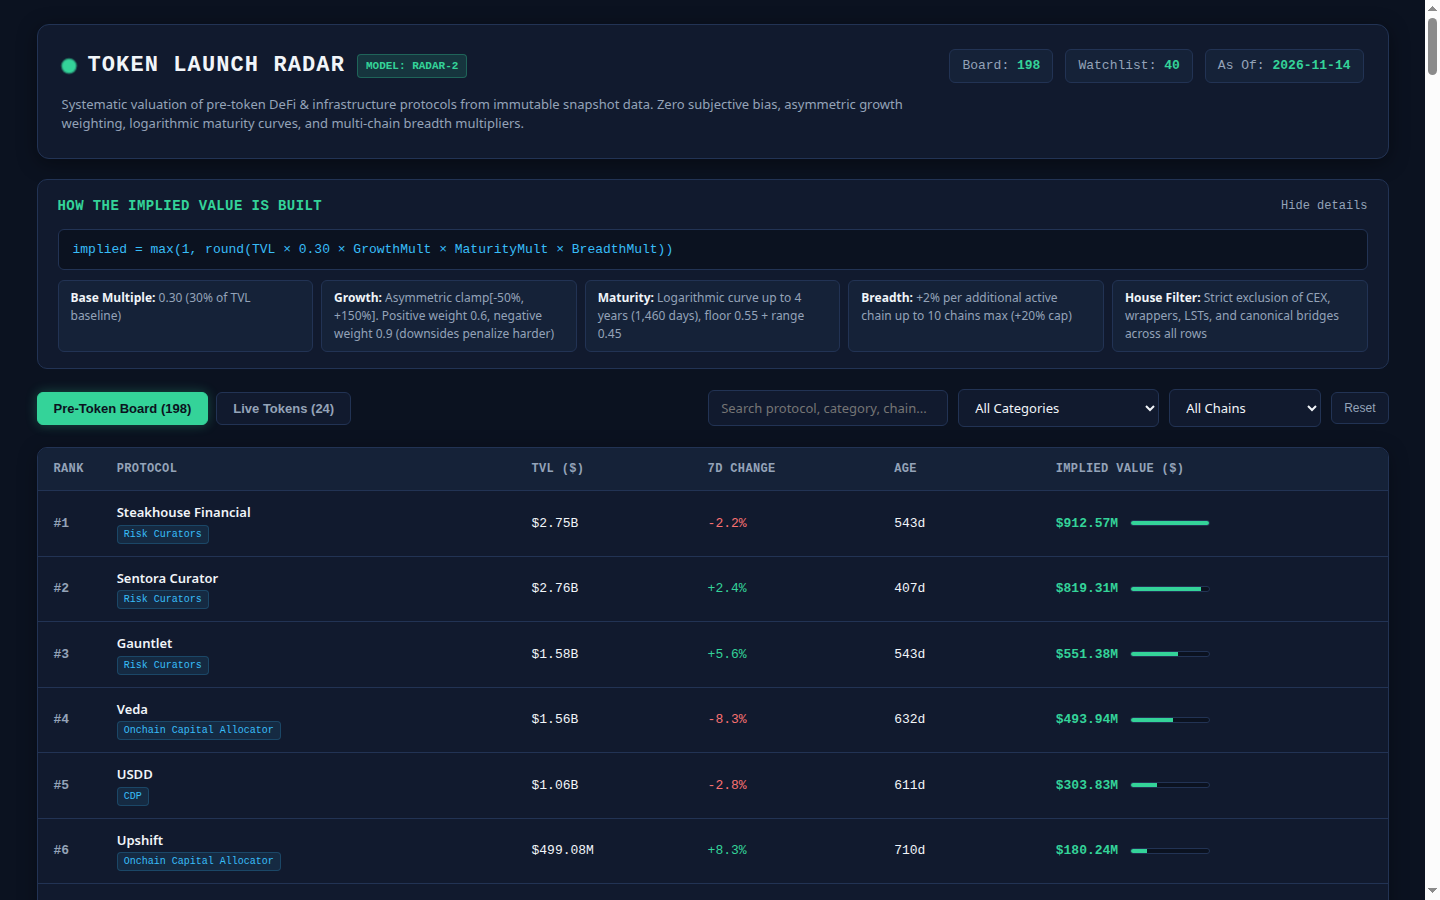 TOKEN LAUNCH RADAR MODEL: RADAR-2 Board: 198 Watchlist: 40 As Of: 2026-11-14
Systematic valuation of pre-token DeFi & infrastructure protocols from immutable snapshot data. Zero subjective bias, asymmetric growth
weighting, logarithmic maturity curves, and multi-chain breadth multipliers.
HOW THE IMPLIED VALUE IS BUILT Hide details
implied = max(1, round(TVL × 0.30 × GrowthMult × MaturityMult × BreadthMult))
Base Multiple: 0.30 (30% of TVL
baseline)
Growth: Asymmetric clamp[-50%,
+150%]. Positive weight 0.6, negative
weight 0.9 (downsides penalize harder)
Maturity: Logarithmic curve up to 4
years (1,460 days), floor 0.55 + range
0.45
Breadth: +2% per additional active
chain up to 10 chains max (+20% cap)
House Filter: Strict exclusion of CEX,
wrappers, LSTs, and canonical bridges
across all rows
Pre-Token Board (198) Live Tokens (24) Search protocol, category, chain... All Categories All Chains Reset
RANK PROTOCOL TVL ($) 7D CHANGE AGE IMPLIED VALUE ($)
#1 Steakhouse Financial $2.75B -2.2% 543d $912.57M
Risk Curators
#2 Sentora Curator $2.76B +2.4% 407d $819.31M
Risk Curators
#3 Gauntlet $1.58B +5.6% 543d $551.38M
Risk Curators
#4 Veda $1.56B -8.3% 632d $493.94M
Onchain Capital Allocator
#5 USDD $1.06B -2.8% 611d $303.83M
CDP
#6 Upshift $499.08M +8.3% 710d $180.24M
Onchain Capital Allocator